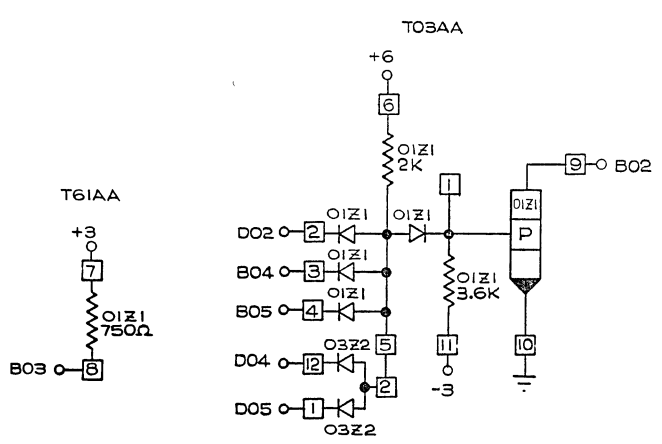 T03AA
+6
6
01Z1
2K
1
9
B02
01Z1
P
T61AA
+3
7
01Z1
750Ω
B03
8
D02
2
01Z1
01Z1
B04
3
01Z1
B05
4
01Z1
01Z1
3.6K
5
11
-3
10
D04
12
03Z2
2
D05
1
03Z2